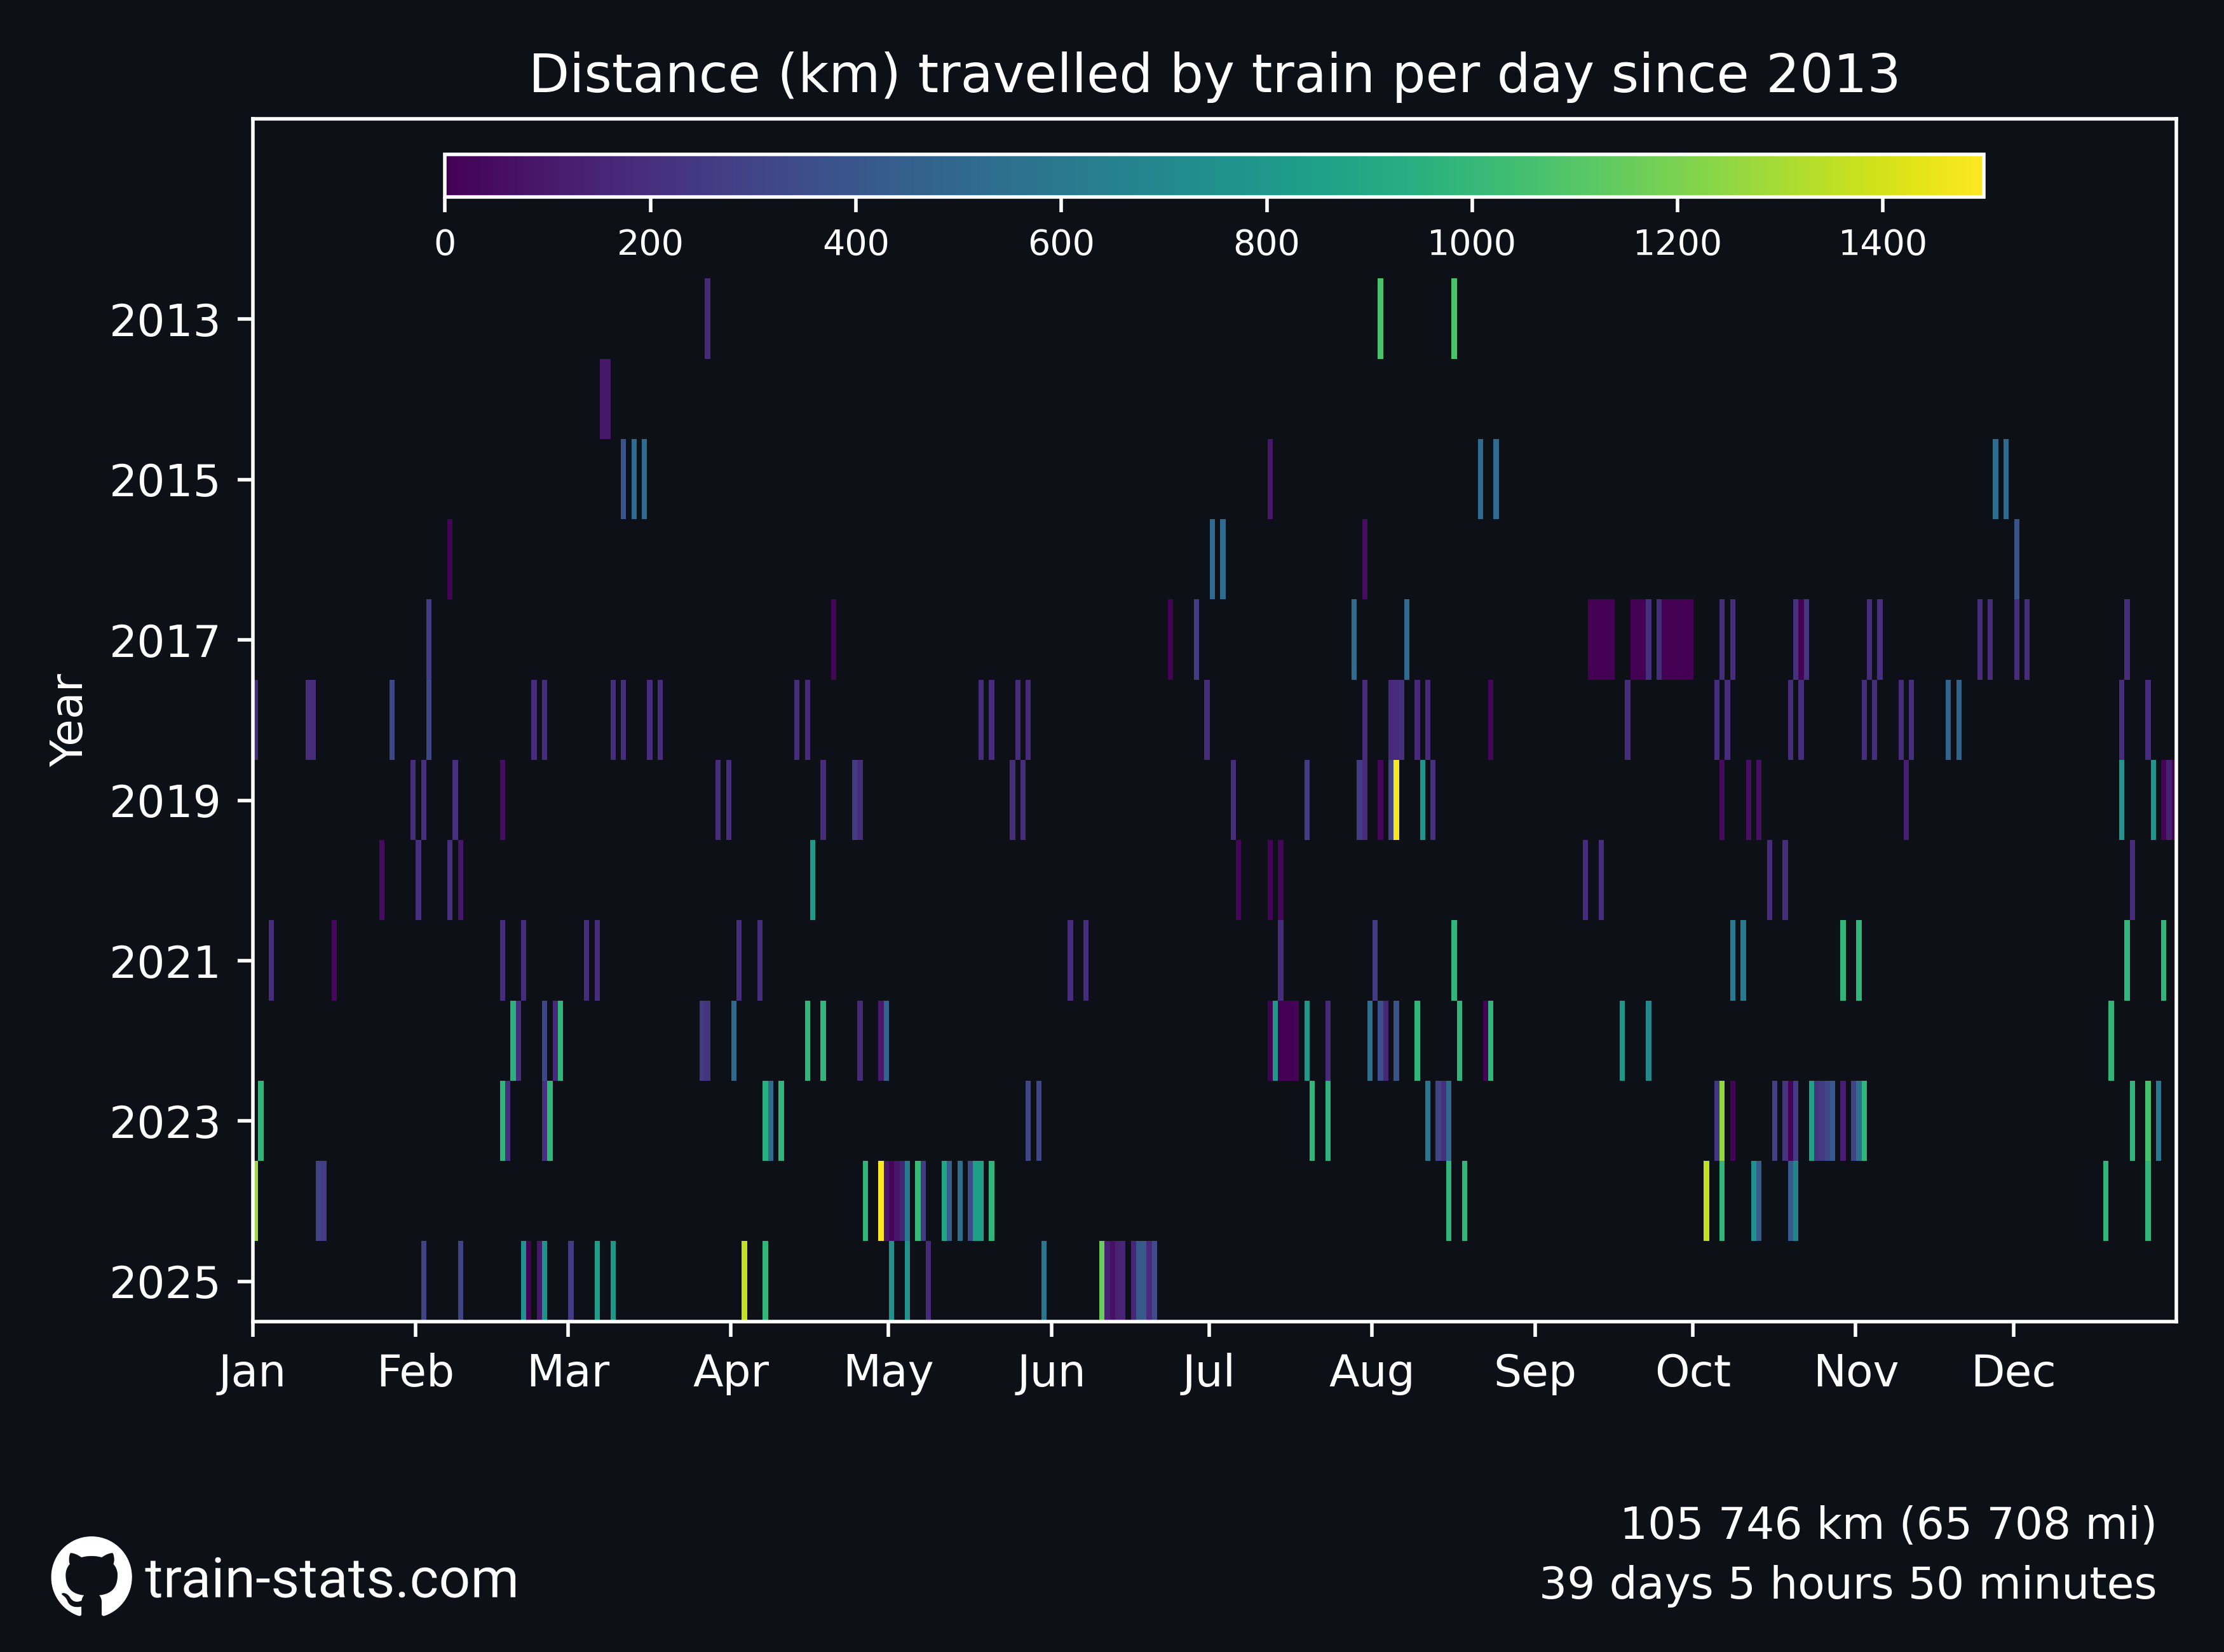 Distance (km) travelled by train per day since 2013
0 200 400 600 800 1000 1200 1400
2013
2015
2017
Year
2019
2021
2023
2025
Jan Feb Mar Apr May Jun Jul Aug Sep Oct Nov Dec
105 746 km (65 708 mi)
train-stats.com
39 days 5 hours 50 minutes